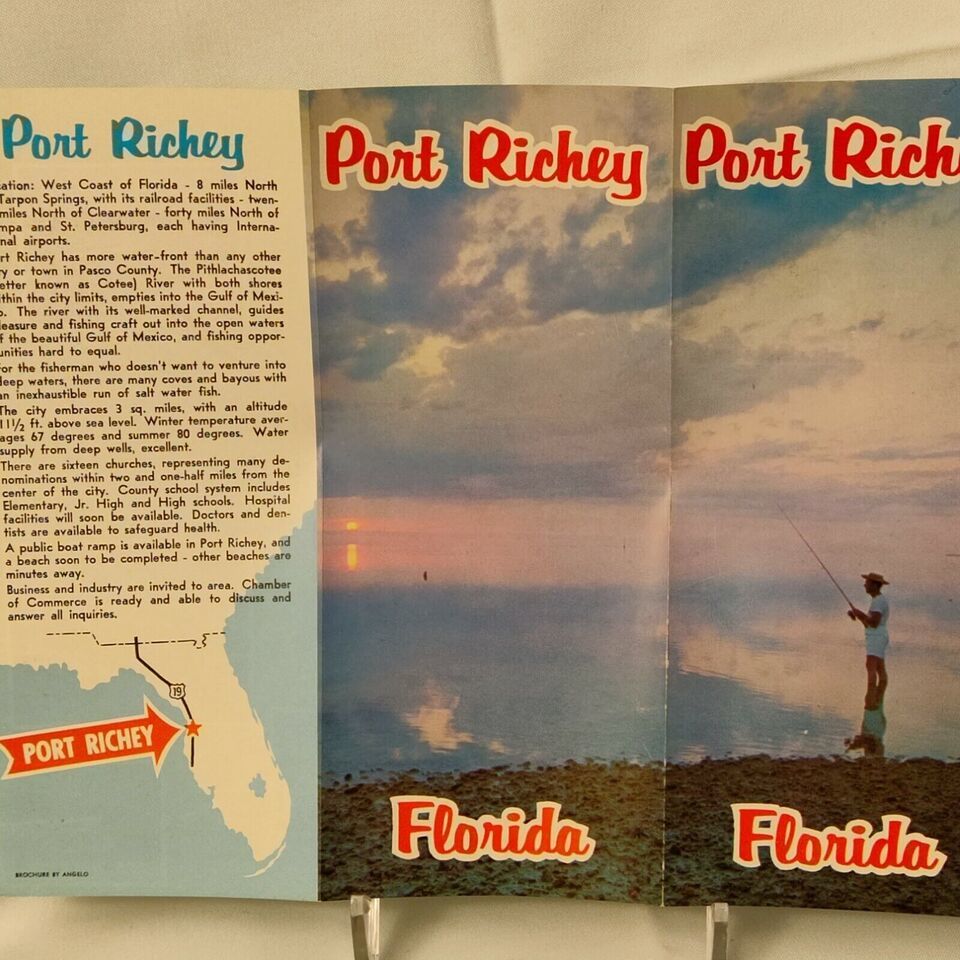 Port Richey
ation: West Coast of Florida - 8 miles North
Tarpon Springs, with its railroad facilities - twen-
miles North of Clearwater - forty miles North of
mpa and St. Petersburg, each having Interna-
nal airports.
rt Richey has more water-front than any other
y or town in Pasco County. The Pithlachascotee
etter known as Cotee) River with both shores
thin the city limits, empties into the Gulf of Mexi-
o. The river with its well-marked channel, guides
leasure and fishing craft out into the open waters
f the beautiful Gulf of Mexico, and fishing oppor-
unities hard to equal.
or the fisherman who doesn't want to venture into
deep waters, there are many coves and bayous with
an inexhaustible run of salt water fish.
The city embraces 3 sq. miles, with an altitude
11½ ft. above sea level. Winter temperature aver-
ages 67 degrees and summer 80 degrees. Water
supply from deep wells, excellent.
There are sixteen churches, representing many de-
nominations within two and one-half miles from the
center of the city. County school system includes
Elementary, Jr. High and High schools. Hospital
facilities will soon be available. Doctors and den-
tists are available to safeguard health.
A public boat ramp is available in Port Richey, and
a beach soon to be completed - other beaches are
minutes away.
Business and industry are invited to area. Chamber
of Commerce is ready and able to discuss and
answer all inquiries.
19
PORT RICHEY
BROCHURE BY ANGELO
Port Richey
Florida
Port Rich
Florida